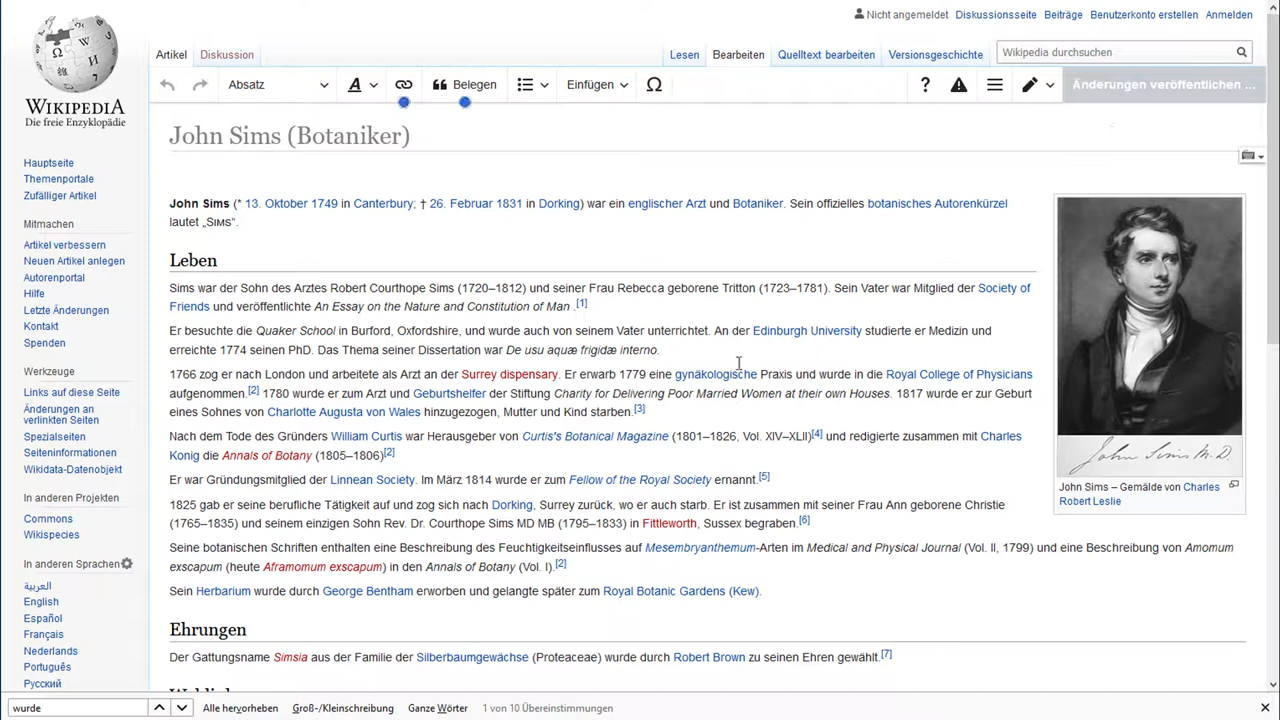 Nicht angemeldet Diskussionsseite Beiträge Benutzerkonto erstellen Anmelden
Artikel Diskussion Lesen Bearbeiten Quelltext bearbeiten Versionsgeschichte Wikipedia durchsuchen
Absatz A Belegen Einfügen Ω ? Änderungen veröffentlichen ...
WIKIPEDIA
Die freie Enzyklopädie
Hauptseite
Themenportale
Zufälliger Artikel
Mitmachen
Artikel verbessern
Neuen Artikel anlegen
Autorenportal
Hilfe
Letzte Änderungen
Kontakt
Spenden
Werkzeuge
Links auf diese Seite
Änderungen an
verlinkten Seiten
Spezialseiten
Seiteninformationen
Wikidata-Datenobjekt
In anderen Projekten
Commons
Wikispecies
In anderen Sprachen
العربية
English
Español
Français
Nederlands
Português
Русский
John Sims (Botaniker)
John Sims (* 13. Oktober 1749 in Canterbury; † 26. Februar 1831 in Dorking) war ein englischer Arzt und Botaniker. Sein offizielles botanisches Autorenkürzel
lautet „SIMS“.
Leben
Sims war der Sohn des Arztes Robert Courthope Sims (1720–1812) und seiner Frau Rebecca geborene Tritton (1723–1781). Sein Vater war Mitglied der Society of
Friends und veröffentlichte An Essay on the Nature and Constitution of Man .[1]
Er besuchte die Quaker School in Burford, Oxfordshire, und wurde auch von seinem Vater unterrichtet. An der Edinburgh University studierte er Medizin und
erreichte 1774 seinen PhD. Das Thema seiner Dissertation war De usu aquæ frigidæ interno.
1766 zog er nach London und arbeitete als Arzt an der Surrey dispensary. Er erwarb 1779 eine gynäkologische Praxis und wurde in die Royal College of Physicians
aufgenommen.[2] 1780 wurde er zum Arzt und Geburtshelfer der Stiftung Charity for Delivering Poor Married Women at their own Houses. 1817 wurde er zur Geburt
eines Sohnes von Charlotte Augusta von Wales hinzugezogen, Mutter und Kind starben.[3]
Nach dem Tode des Gründers William Curtis war Herausgeber von Curtis's Botanical Magazine (1801–1826, Vol. XIV–XLII)[4] und redigierte zusammen mit Charles
Konig die Annals of Botany (1805–1806)[2]
Er war Gründungsmitglied der Linnean Society. Im März 1814 wurde er zum Fellow of the Royal Society ernannt.[5]
1825 gab er seine berufliche Tätigkeit auf und zog sich nach Dorking, Surrey zurück, wo er auch starb. Er ist zusammen mit seiner Frau Ann geborene Christie
(1765–1835) und seinem einzigen Sohn Rev. Dr. Courthope Sims MD MB (1795–1833) in Fittleworth, Sussex begraben.[6]
Seine botanischen Schriften enthalten eine Beschreibung des Feuchtigkeitseinflusses auf Mesembryanthemum-Arten im Medical and Physical Journal (Vol. II, 1799) und eine Beschreibung von Amomum
exscapum (heute Aframomum exscapum) in den Annals of Botany (Vol. I).[2]
Sein Herbarium wurde durch George Bentham erworben und gelangte später zum Royal Botanic Gardens (Kew).
Ehrungen
Der Gattungsname Simsia aus der Familie der Silberbaumgewächse (Proteaceae) wurde durch Robert Brown zu seinen Ehren gewählt.[7]
John Sims M.D.
John Sims – Gemälde von Charles
Robert Leslie
wurde Alle hervorheben Groß-/Kleinschreibung Ganze Wörter 1 von 10 Übereinstimmungen